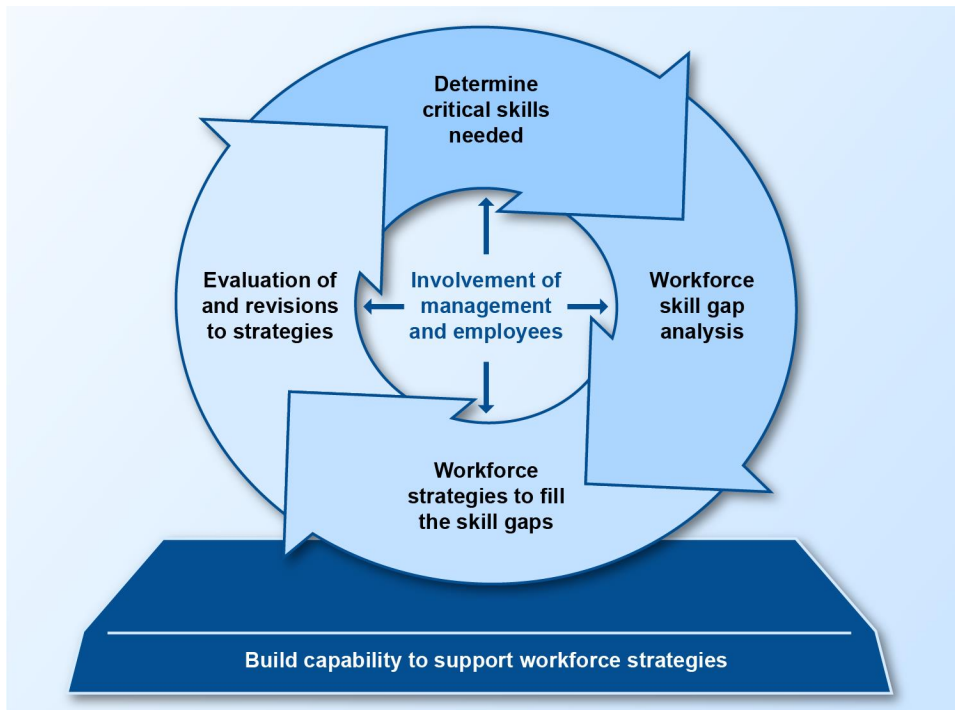 Determine
critical skills
needed
Workforce
skill gap
analysis
Workforce
strategies to fill
the skill gaps
Evaluation of
and revisions
to strategies
Involvement of
management
and employees
Build capability to support workforce strategies